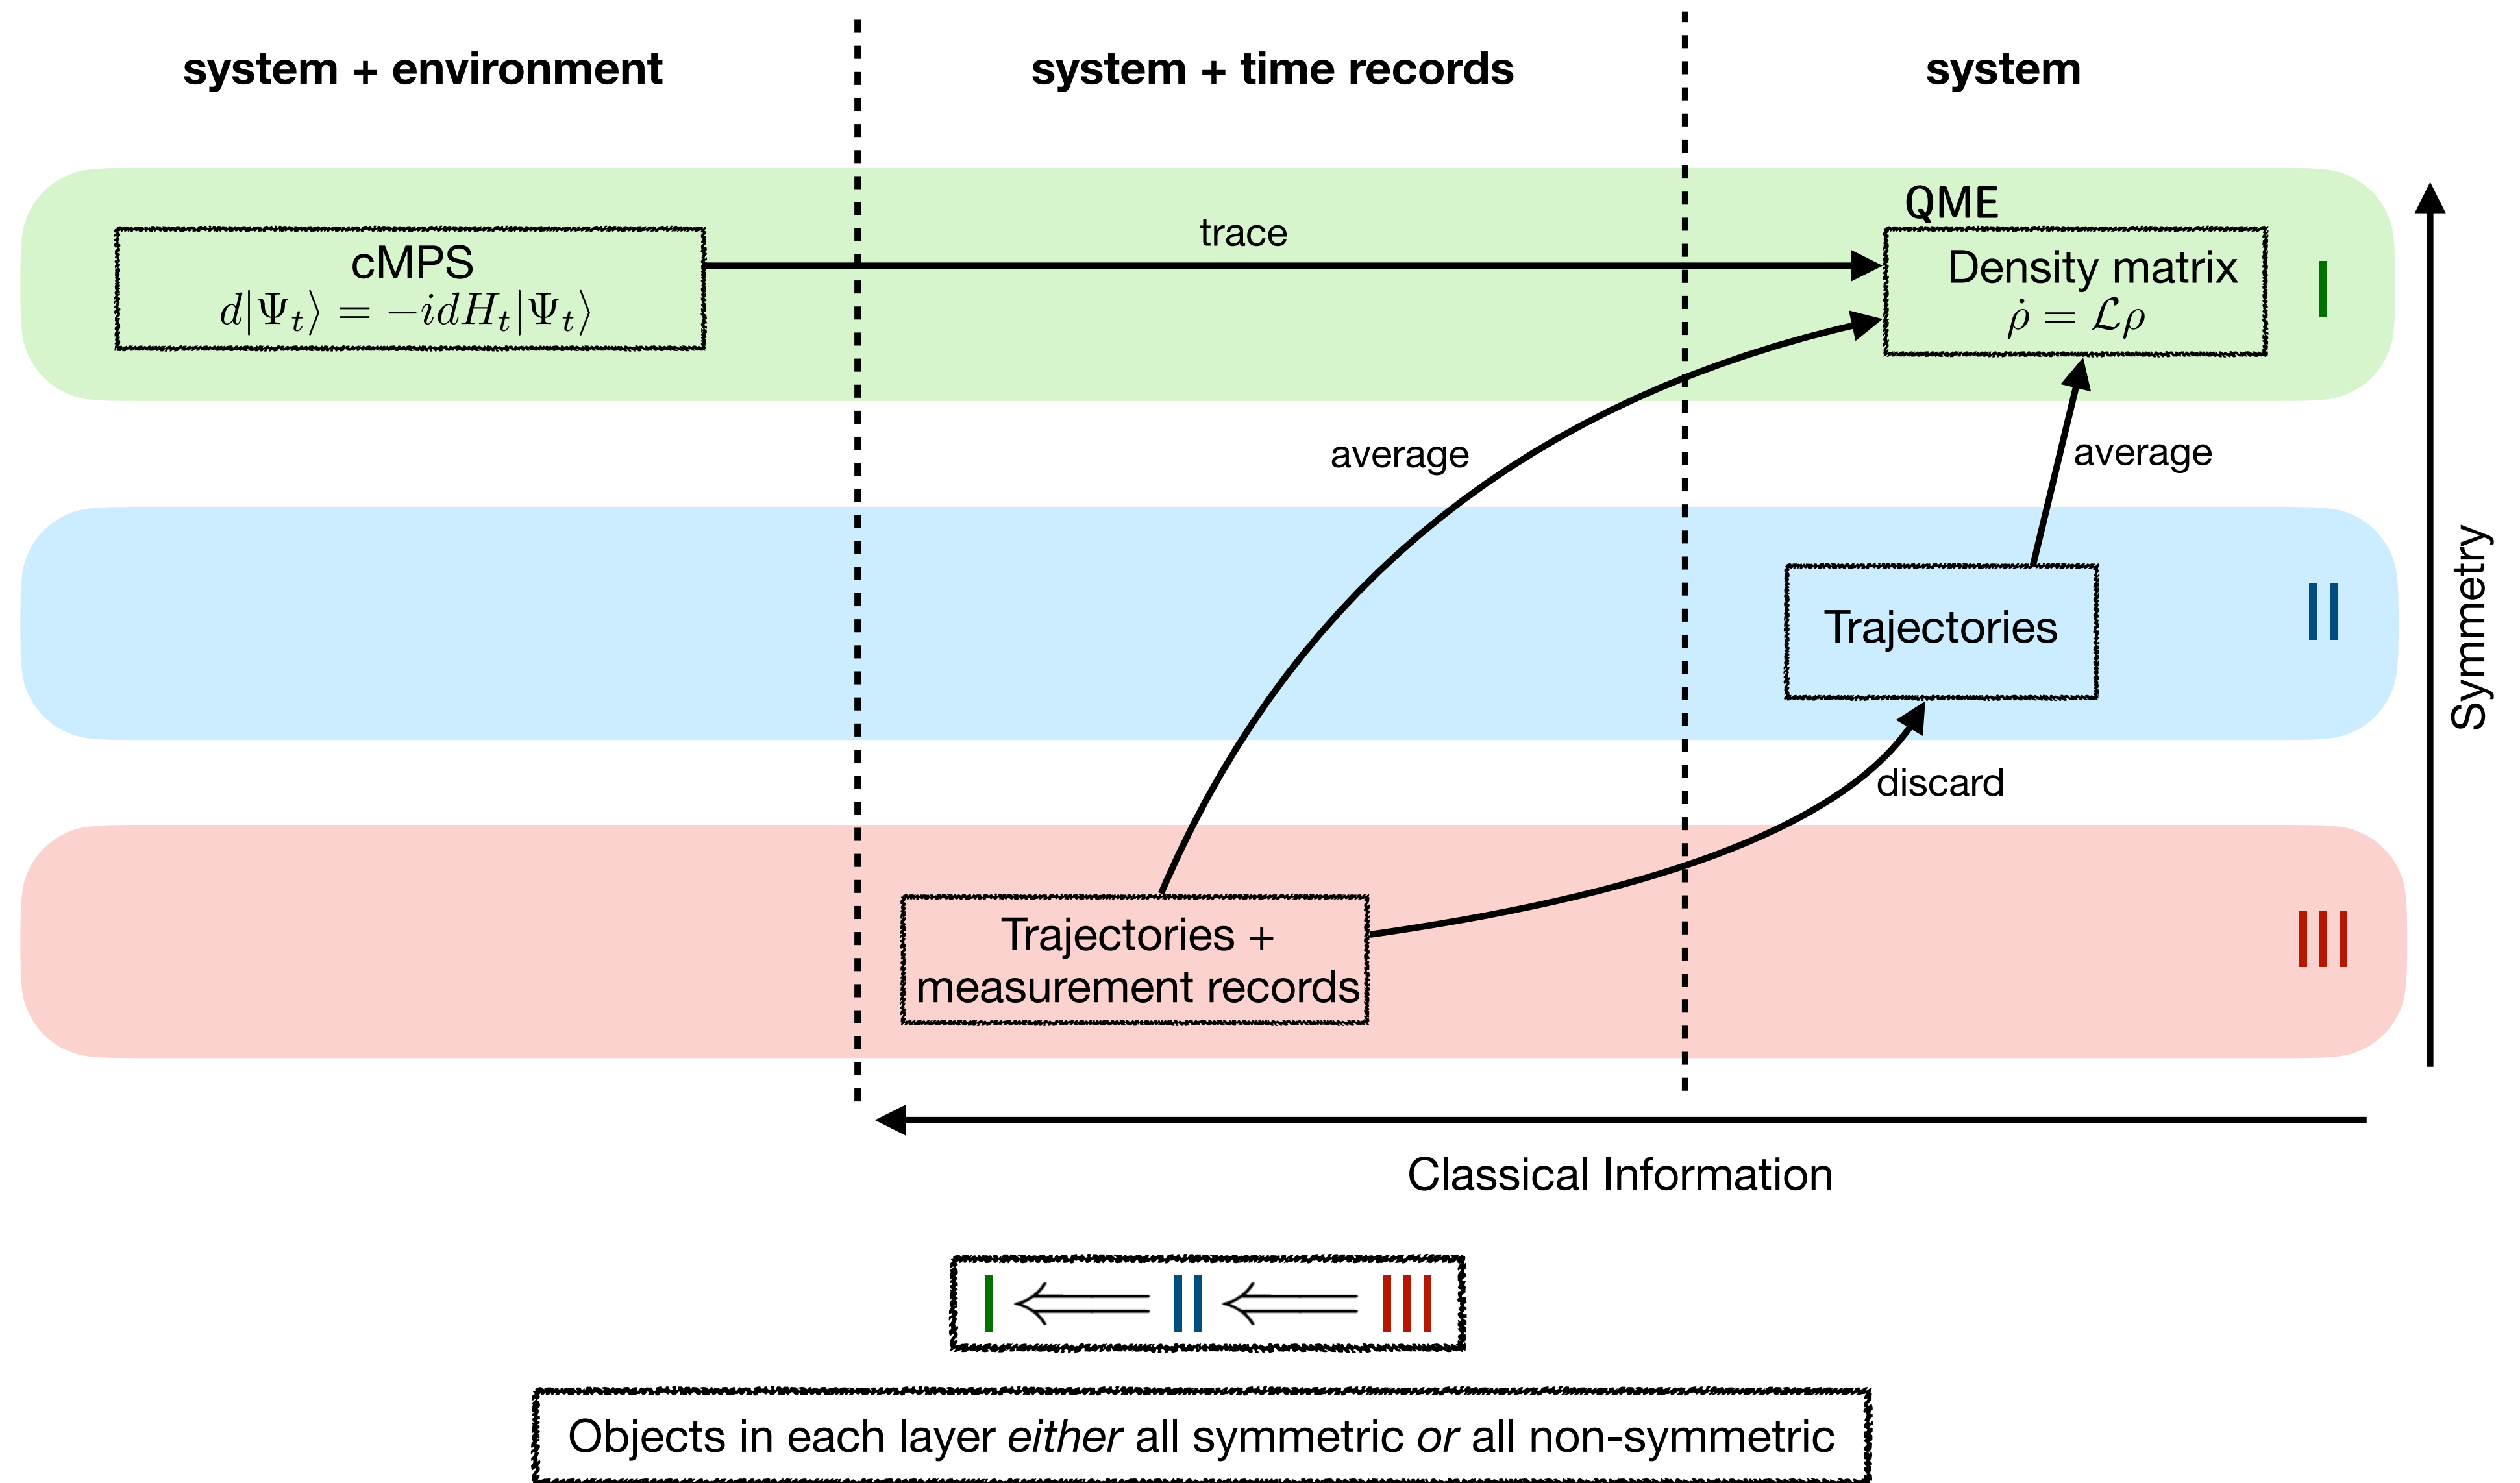 system + environment
system + time records
system
QME
cMPS
d|Ψ_t⟩ = −idH_t|Ψ_t⟩
trace
Density matrix
ρ̇ = ℒρ
I
average
average
Trajectories
II
Symmetry
discard
Trajectories +
measurement records
III
Classical Information
I ⟸ II ⟸ III
Objects in each layer either all symmetric or all non-symmetric